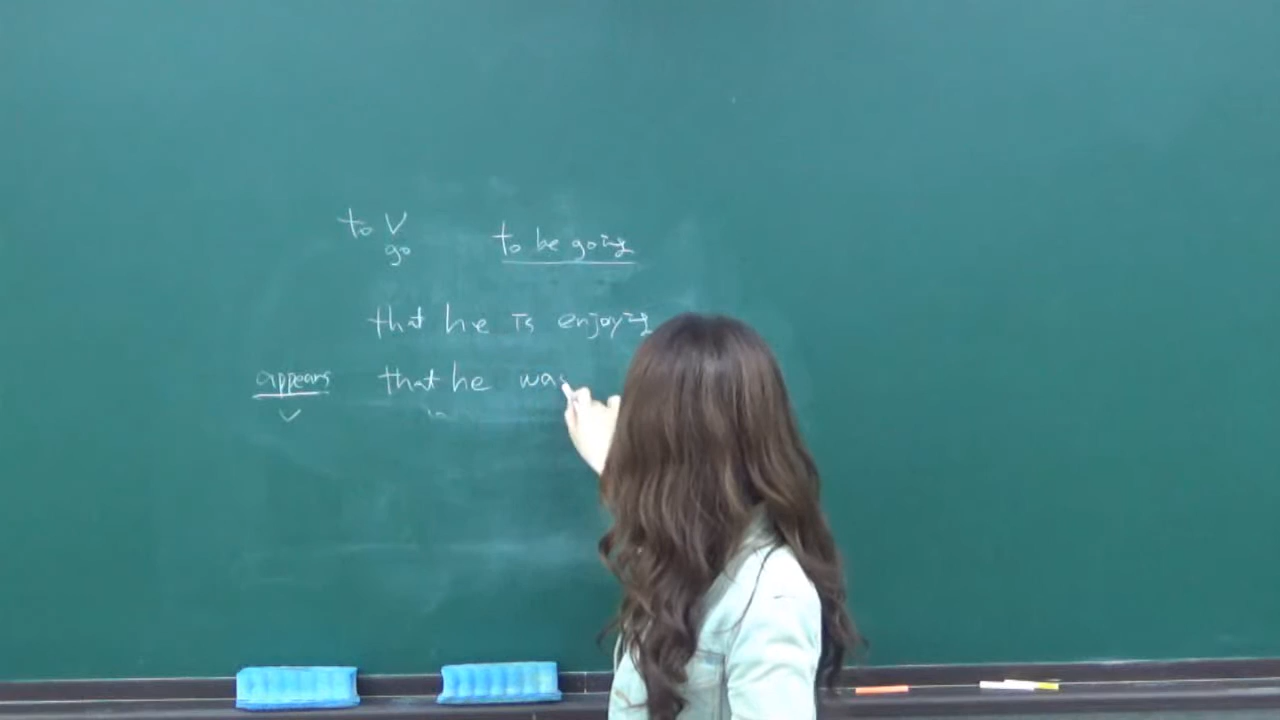 to V to be going
go
that he is enjoying
appears that he was
v